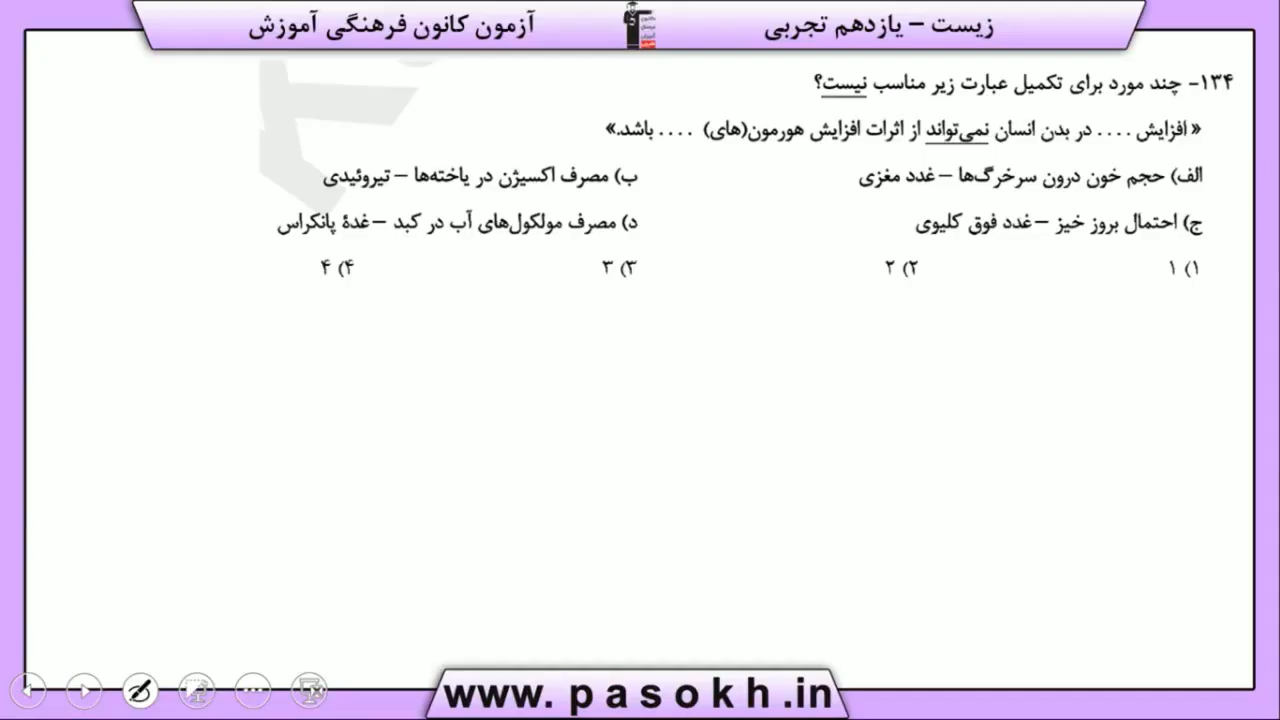 زیست – یازدهم تجربی
آزمون کانون فرهنگی آموزش
۱۳۴- چند مورد برای تکمیل عبارت زیر مناسب نیست؟
« افزایش .... در بدن انسان نمی‌تواند از اثرات افزایش هورمون(های) .... باشد.»
الف) حجم خون درون سرخرگ‌ها – غدد مغزی
ب) مصرف اکسیژن در یاخته‌ها – تیروئیدی
ج) احتمال بروز خیز – غدد فوق کلیوی
د) مصرف مولکول‌های آب در کبد – غدهٔ پانکراس
۱) ۱
۲) ۲
۳) ۳
۴) ۴
www. p a s o k h .in